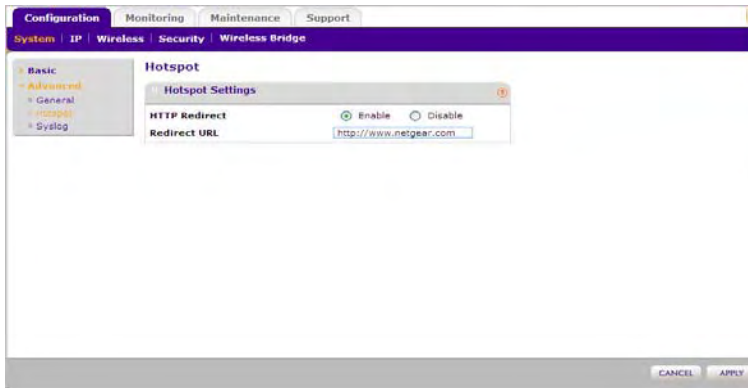 Configuration Monitoring Maintenance Support
System IP Wireless Security Wireless Bridge
Basic
Advanced
General
Hotspot
Syslog
Hotspot
Hotspot Settings
HTTP Redirect Enable Disable
Redirect URL http://www.netgear.com
CANCEL APPLY